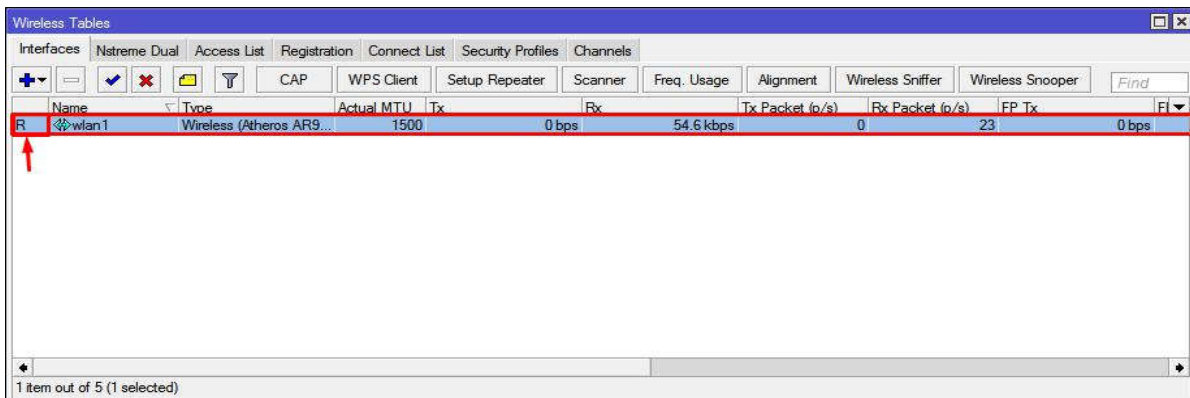 Wireless Tables
Interfaces Nstreme Dual Access List Registration Connect List Security Profiles Channels
CAP WPS Client Setup Repeater Scanner Freq. Usage Alignment Wireless Sniffer Wireless Snooper Find
Name Type Actual MTU Tx Rx Tx Packet (p/s) Rx Packet (p/s) FP Tx
R wlan1 Wireless (Atheros AR9... 1500 0 bps 54.6 kbps 0 23 0 bps
1 item out of 5 (1 selected)